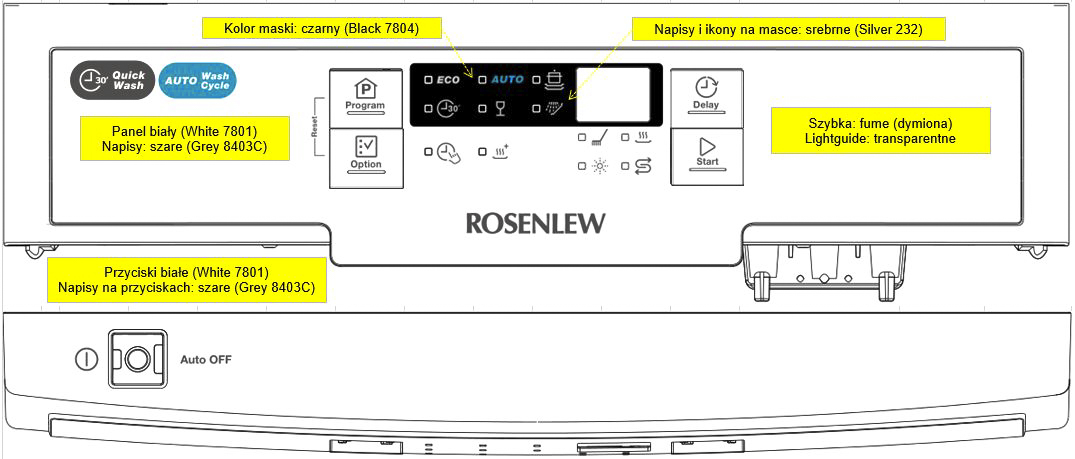 Kolor maski: czarny (Black 7804)
Napisy i ikony na masce: srebrne (Silver 232)
30' Quick
Wash
AUTO Wash
Cycle
Panel biały (White 7801)
Napisy: szare (Grey 8403C)
Reset
P
Program
Option
ECO
AUTO
30'
Delay
Start
Szybka: fume (dymiona)
Lightguide: transparentne
ROSENLEW
Przyciski białe (White 7801)
Napisy na przyciskach: szare (Grey 8403C)
Auto OFF